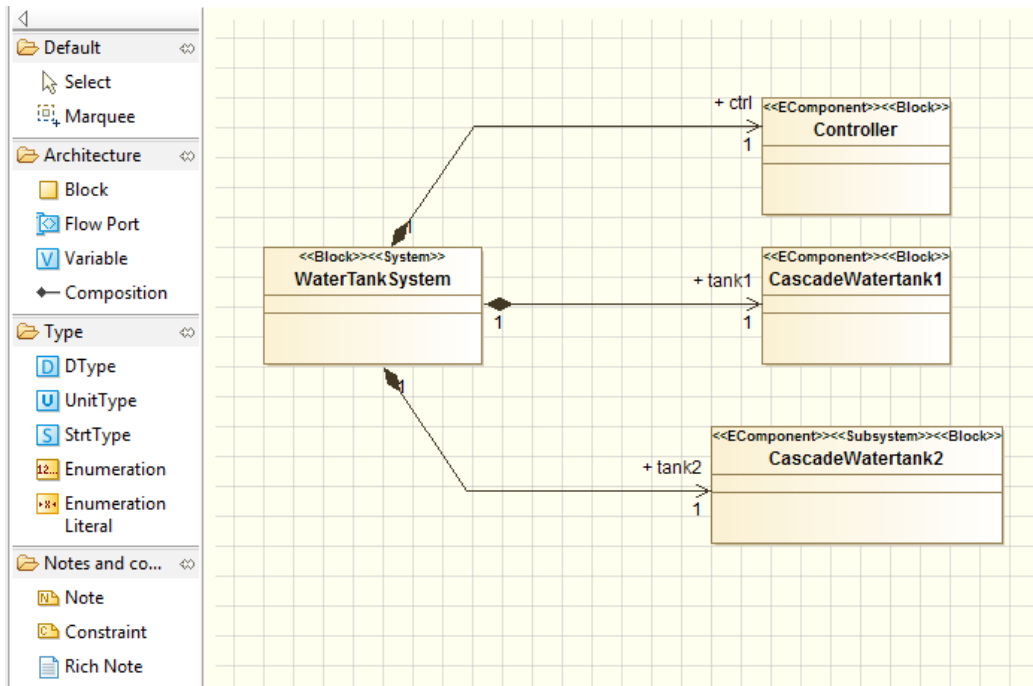 Default
Select
Marquee
Architecture
Block
Flow Port
V Variable
Composition
Type
D DType
U UnitType
S StrtType
12... Enumeration
Enumeration
Literal
Notes and co...
N Note
C Constraint
Rich Note
+ ctrl
1
1
<<EComponent>><<Block>>
Controller
<<Block>><<System>>
WaterTankSystem
+ tank1
1
1
<<EComponent>><<Block>>
CascadeWatertank1
1
+ tank2
1
<<EComponent>><<Subsystem>><<Block>>
CascadeWatertank2